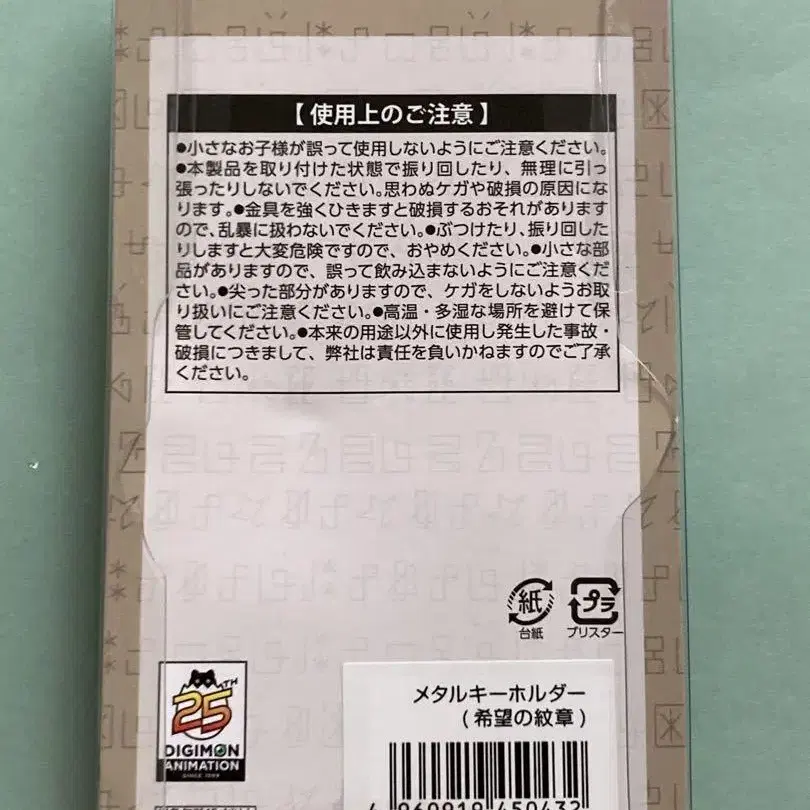 【使用上のご注意】
●小さなお子様が誤って使用しないようにご注意ください。
●本製品を取り付けた状態で振り回したり、無理に引っ
張ったりしないでください。思わぬケガや破損の原因にな
ります。●金具を強くひきますと破損するおそれがあります
ので、乱暴に扱わないでください。●ぶつけたり、振り回した
りしますと大変危険ですので、おやめください。●小さな部
品がありますので、誤って飲み込まないようにご注意くだ
さい。●尖った部分がありますので、ケガをしないようお取
り扱いにご注意ください。●高温・多湿な場所を避けて保
管してください。●本来の用途以外に使用し発生した事故・
破損につきまして、弊社は責任を負いかねますのでご了承
ください。
紙
台紙
プラ
ブリスター
25TH
DIGIMON
ANIMATION
SINCE 1999
メタルキーホルダー
(希望の紋章)
4 960919 450432